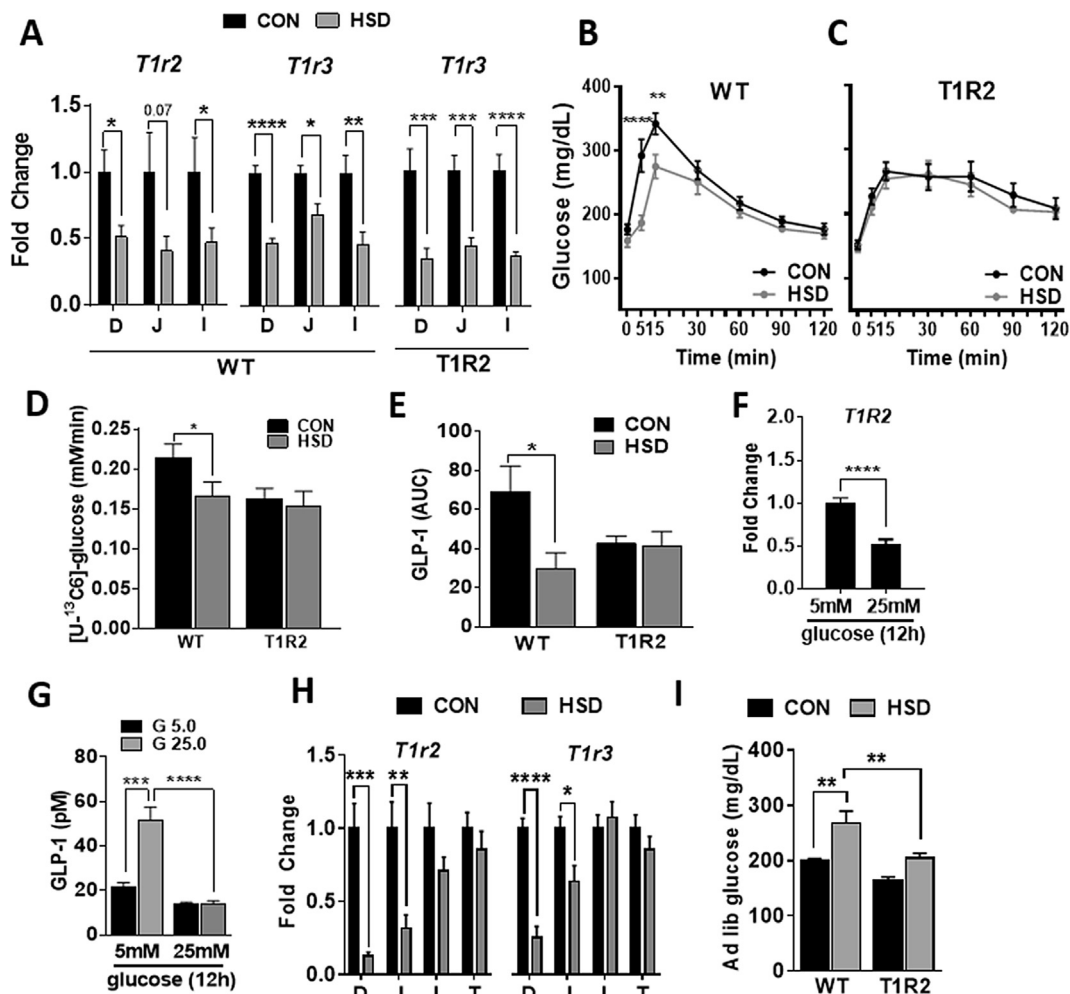 A
CON HSD
T1r2 T1r3 T1r3
Fold Change
1.5
1.0
0.5
0.0
* 0.07 * **** * ** *** *** ****
D J I D J I D J I
WT T1R2
B
WT
Glucose (mg/dL)
400
300
200
100
**** **
CON
HSD
0 5 15 30 60 90 120
Time (min)
C
T1R2
CON
HSD
0 5 15 30 60 90 120
Time (min)
D
[U-¹³C6]-glucose (mM/min)
0.25
0.20
0.15
0.10
0.05
0.00
*
CON
HSD
WT T1R2
E
GLP-1 (AUC)
100
80
60
40
20
0
*
CON
HSD
WT T1R2
F
T1R2
Fold Change
2.0
1.5
1.0
0.5
0.0
****
5mM 25mM
glucose (12h)
G
G 5.0
G 25.0
GLP-1 (pM)
80
60
40
20
0
*** ****
5mM 25mM
glucose (12h)
H
CON HSD
T1r2 T1r3
Fold Change
1.5
1.0
0.5
0.0
*** ** **** *
I
CON HSD
Ad lib glucose (mg/dL)
400
300
200
100
0
** **
WT T1R2